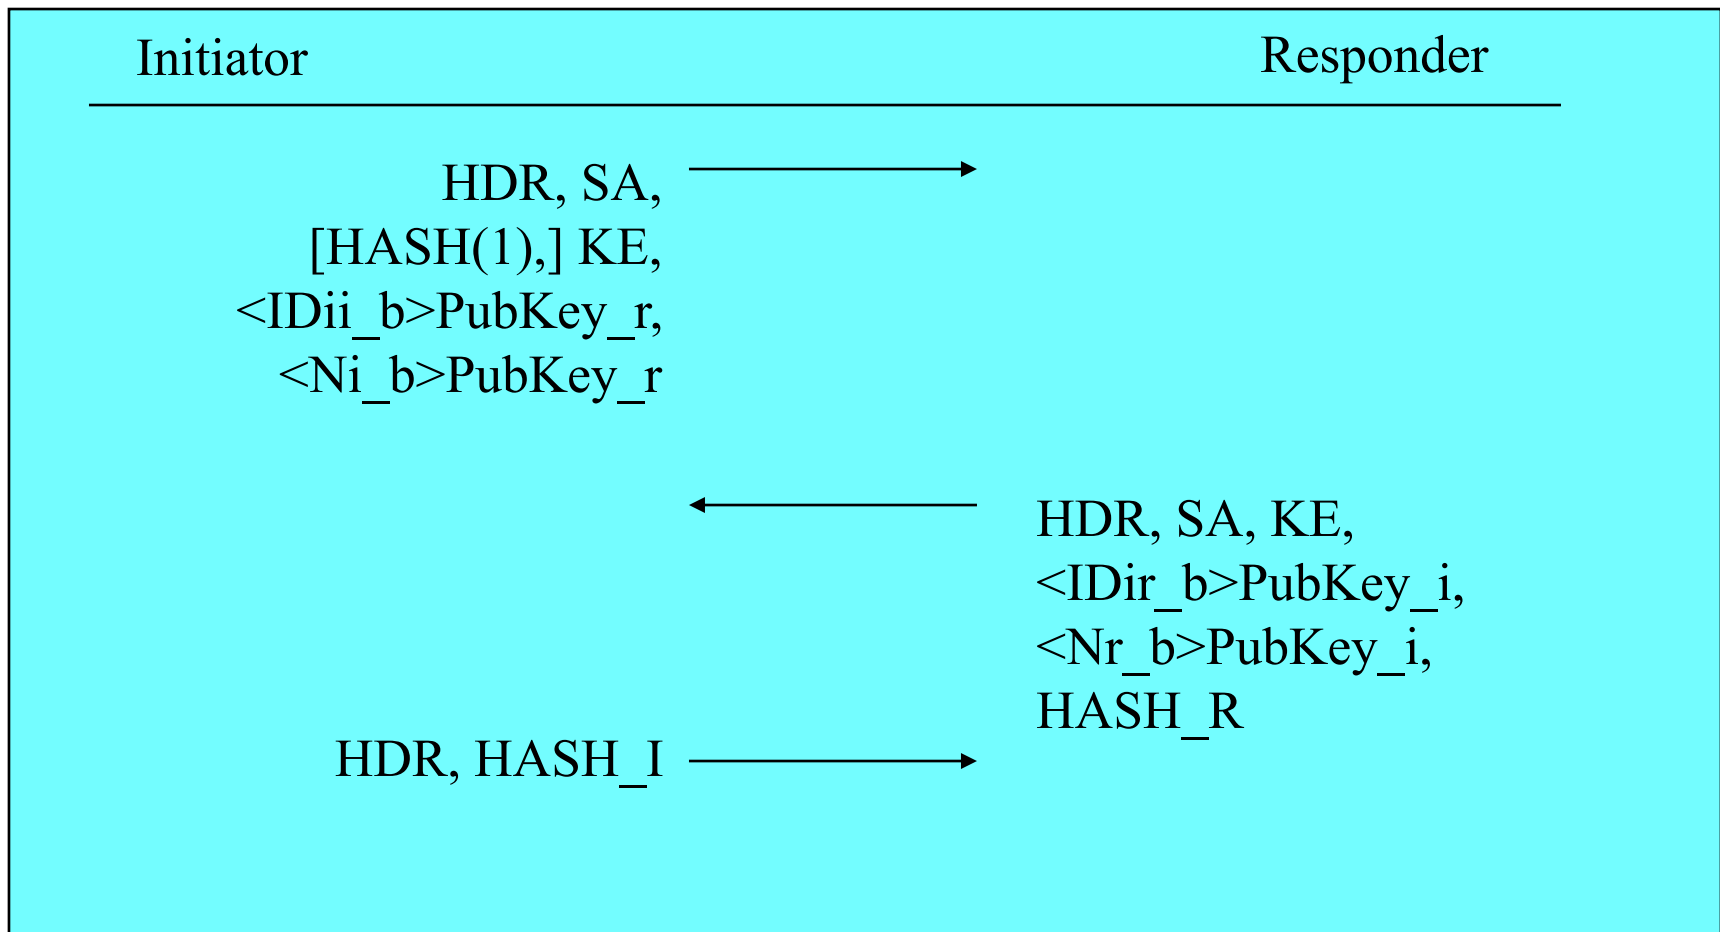 Initiator
Responder
HDR, SA,
[HASH(1),] KE,
<IDii_b>PubKey_r,
<Ni_b>PubKey_r
HDR, SA, KE,
<IDir_b>PubKey_i,
<Nr_b>PubKey_i,
HASH_R
HDR, HASH_I